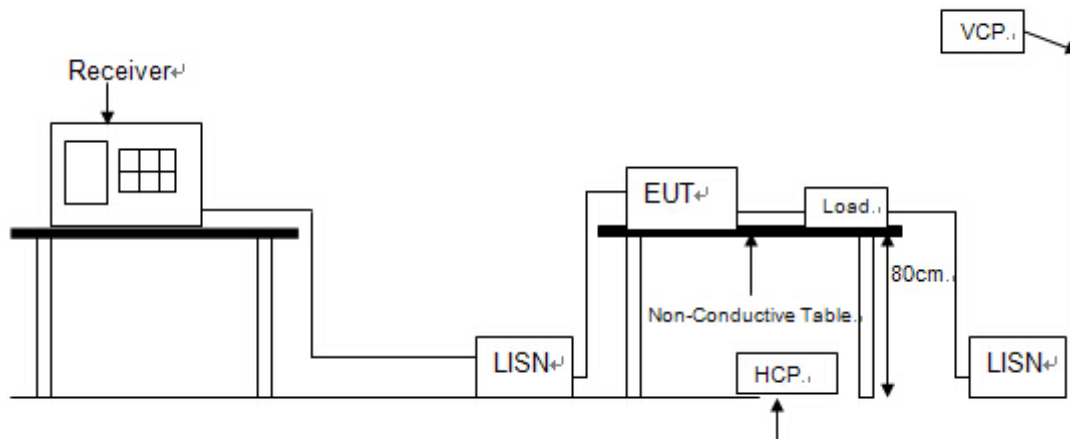 VCP.
Receiver↵
EUT↵
Load.
80cm.
Non-Conductive Table.
LISN↵
HCP.
LISN↵